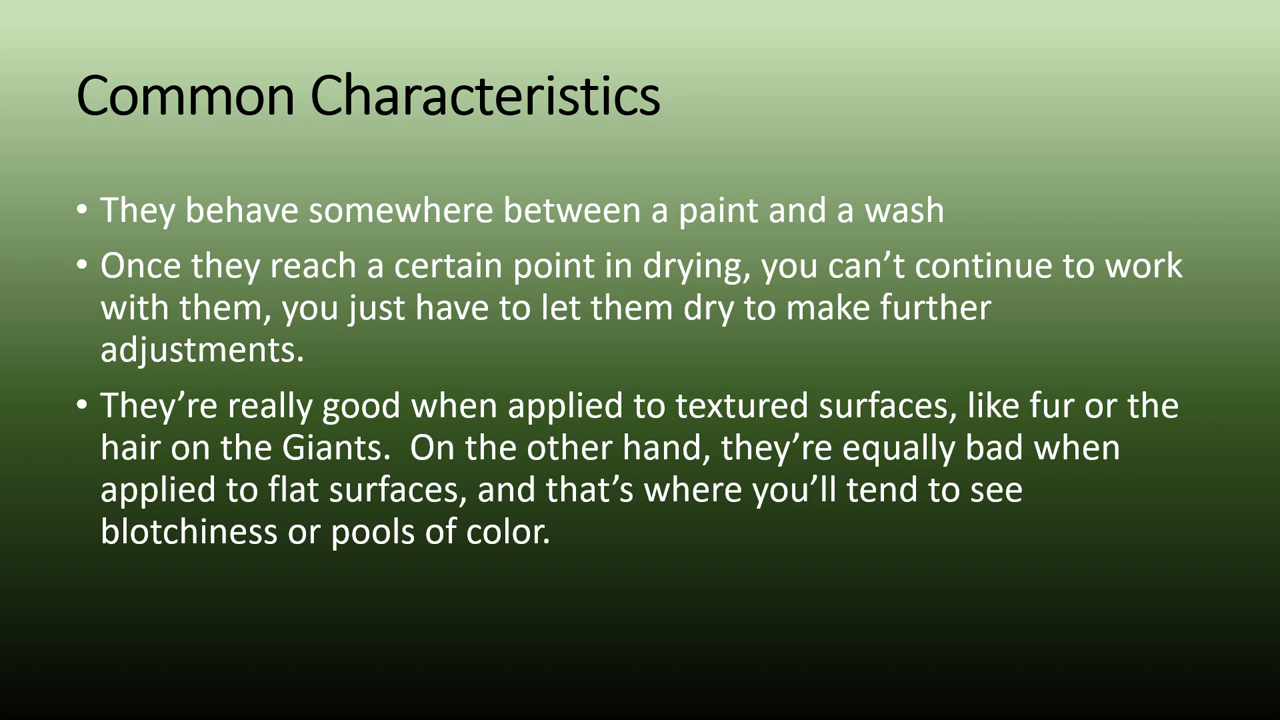 Common Characteristics
• They behave somewhere between a paint and a wash
• Once they reach a certain point in drying, you can’t continue to work
with them, you just have to let them dry to make further
adjustments.
• They’re really good when applied to textured surfaces, like fur or the
hair on the Giants.  On the other hand, they’re equally bad when
applied to flat surfaces, and that’s where you’ll tend to see
blotchiness or pools of color.